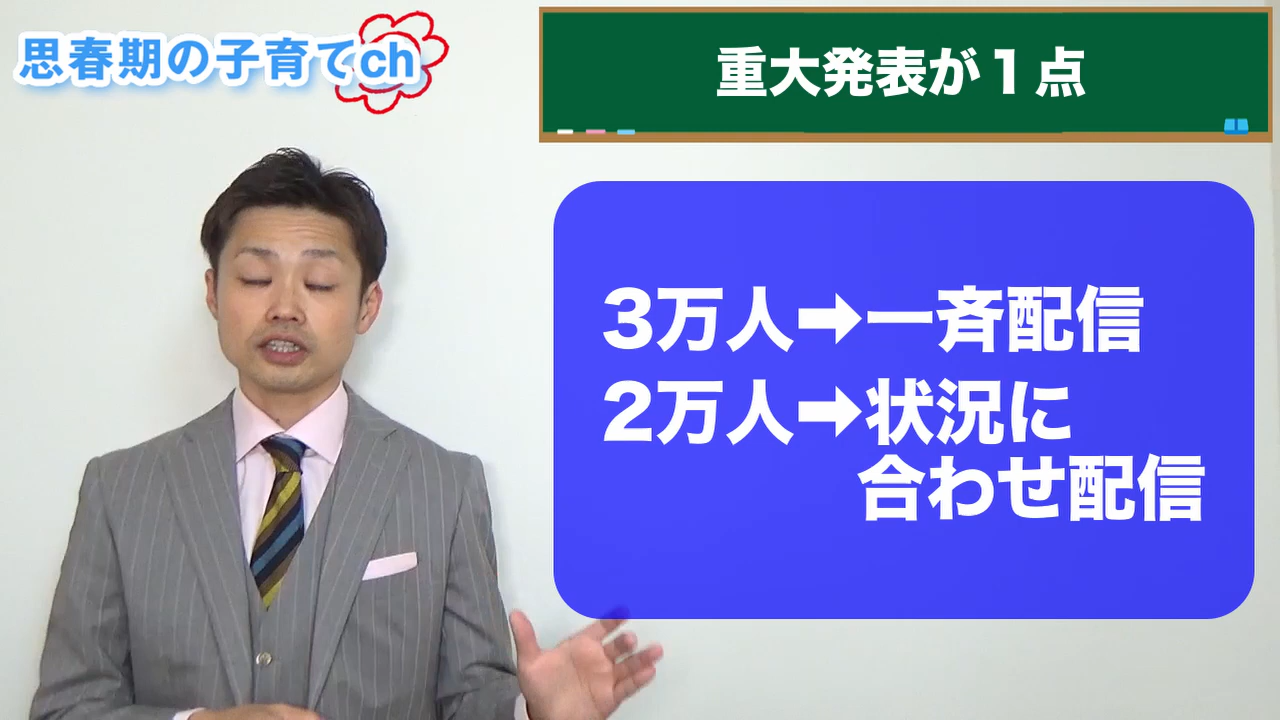 思春期の子育てch
重大発表が１点
3万人➡一斉配信
2万人➡状況に
合わせ配信